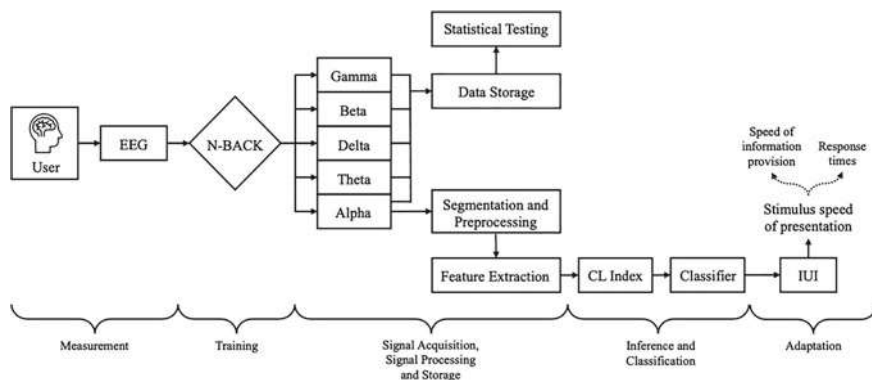 Statistical Testing
Gamma
Data Storage
Beta
User
EEG
N-BACK
Delta
Theta
Alpha
Segmentation and
Preprocessing
Feature Extraction
CL Index
Classifier
IUI
Speed of
information
provision
Response
times
Stimulus speed
of presentation
Measurement
Training
Signal Acquisition,
Signal Processing
and Storage
Inference and
Classification
Adaptation